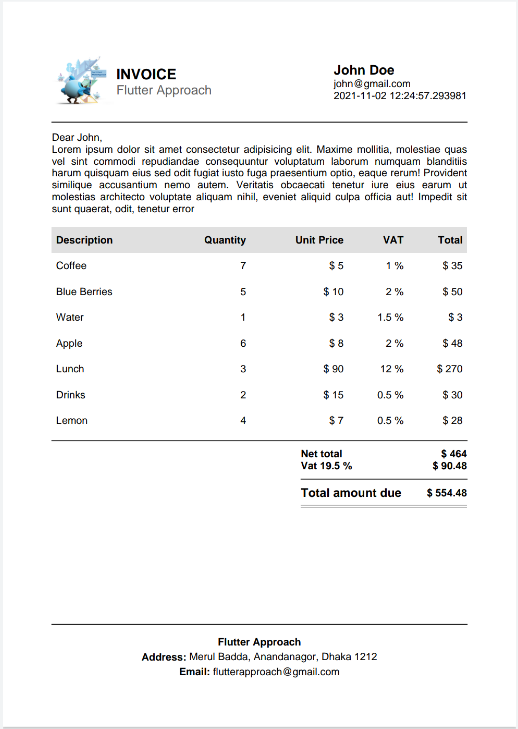 INVOICE
Flutter Approach
John Doe
john@gmail.com
2021-11-02 12:24:57.293981
Dear John,
Lorem ipsum dolor sit amet consectetur adipisicing elit. Maxime mollitia, molestiae quas
vel sint commodi repudiandae consequuntur voluptatum laborum numquam blanditiis
harum quisquam eius sed odit fugiat iusto fuga praesentium optio, eaque rerum! Provident
similique accusantium nemo autem. Veritatis obcaecati tenetur iure eius earum ut
molestias architecto voluptate aliquam nihil, eveniet aliquid culpa officia aut! Impedit sit
sunt quaerat, odit, tenetur error
Description Quantity Unit Price VAT Total
Coffee 7 $ 5 1 % $ 35
Blue Berries 5 $ 10 2 % $ 50
Water 1 $ 3 1.5 % $ 3
Apple 6 $ 8 2 % $ 48
Lunch 3 $ 90 12 % $ 270
Drinks 2 $ 15 0.5 % $ 30
Lemon 4 $ 7 0.5 % $ 28
Net total $ 464
Vat 19.5 % $ 90.48
Total amount due $ 554.48
Flutter Approach
Address: Merul Badda, Anandanagor, Dhaka 1212
Email: flutterapproach@gmail.com